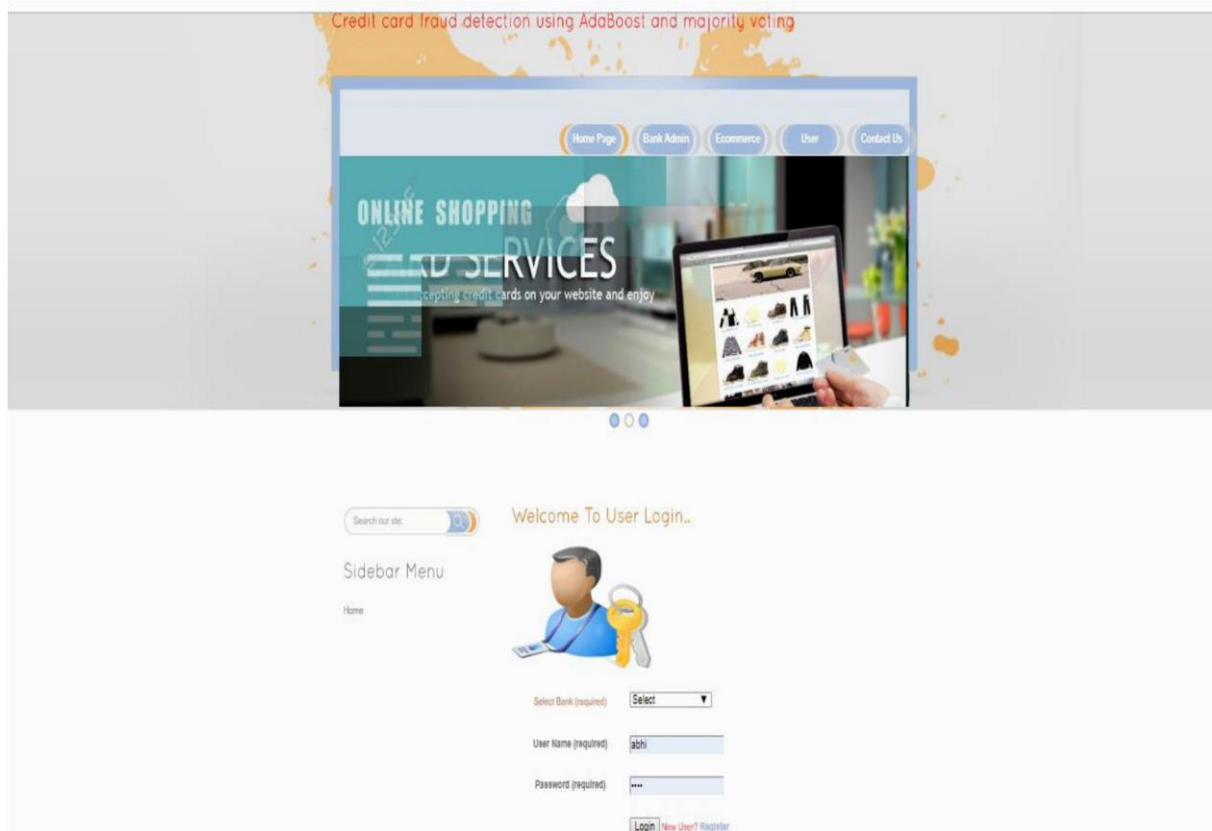 Credit card fraud detection using AdaBoost and majority voting
Home Page Bank Admin Ecommerce User Contact Us
ONLINE SHOPPING
SERVICES
credit cards on your website and enjoy
Search our site:
Welcome To User Login..
Sidebar Menu
Home
Select Bank (required) Select
User Name (required) abhi
Password (required) ••••
Login New User? Register